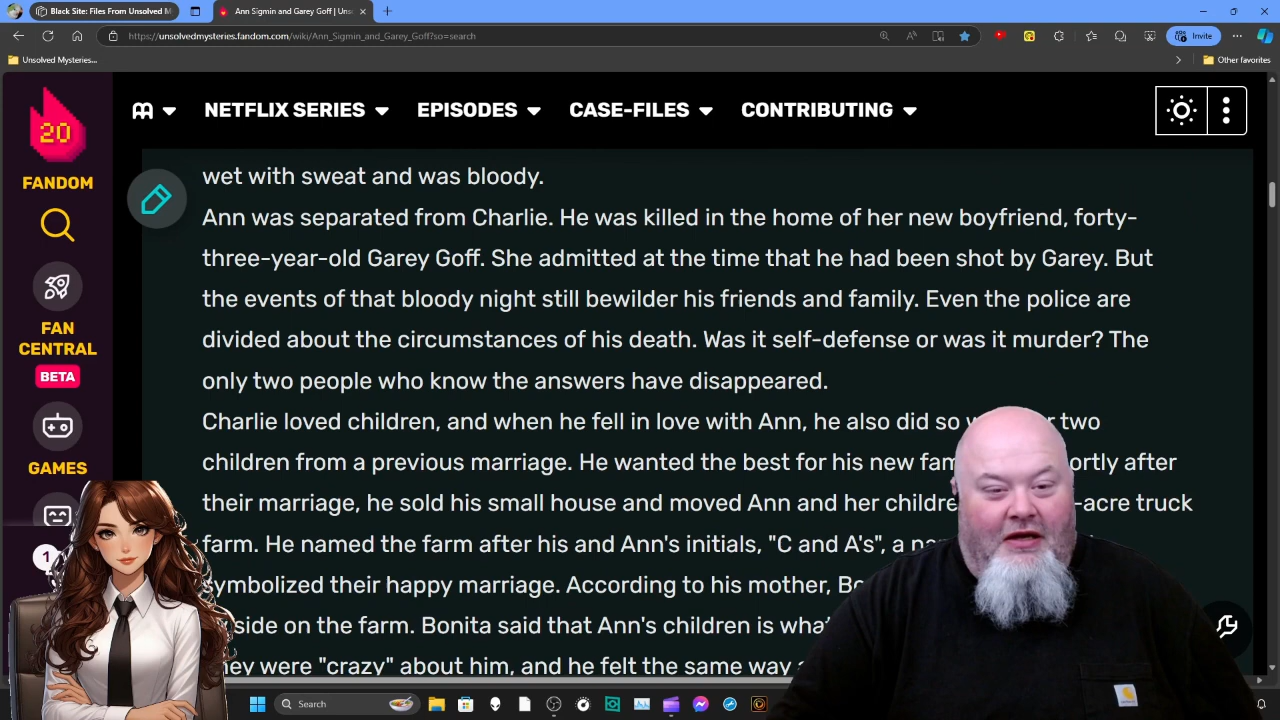 Black Site: Files From Unsolved M
Ann Sigmin and Garey Goff | Uns
https://unsolvedmysteries.fandom.com/wiki/Ann_Sigmin_and_Garey_Goff?so=search
Invite
Unsolved Mysteries...
Other favorites
20
FANDOM
FAN
CENTRAL
BETA
GAMES
1
NETFLIX SERIES
EPISODES
CASE-FILES
CONTRIBUTING
wet with sweat and was bloody.
Ann was separated from Charlie. He was killed in the home of her new boyfriend, forty-
three-year-old Garey Goff. She admitted at the time that he had been shot by Garey. But
the events of that bloody night still bewilder his friends and family. Even the police are
divided about the circumstances of his death. Was it self-defense or was it murder? The
only two people who know the answers have disappeared.
Charlie loved children, and when he fell in love with Ann, he also did so two
children from a previous marriage. He wanted the best for his new after
their marriage, he sold his small house and moved Ann and her -acre truck
farm. He named the farm after his and Ann's initials, "C and A's", a
symbolized their happy marriage. According to his mother,
side on the farm. Bonita said that Ann's children is
they were "crazy" about him, and he felt the same way
Search